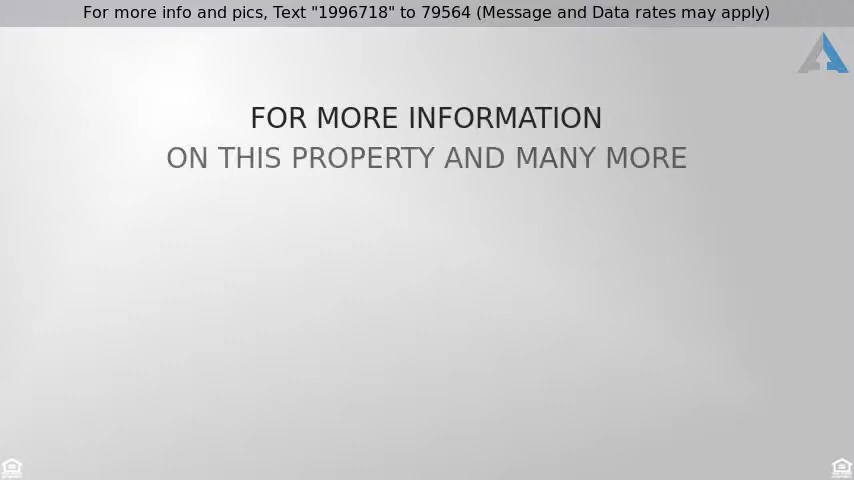 For more info and pics, Text "1996718" to 79564 (Message and Data rates may apply)
FOR MORE INFORMATION
ON THIS PROPERTY AND MANY MORE